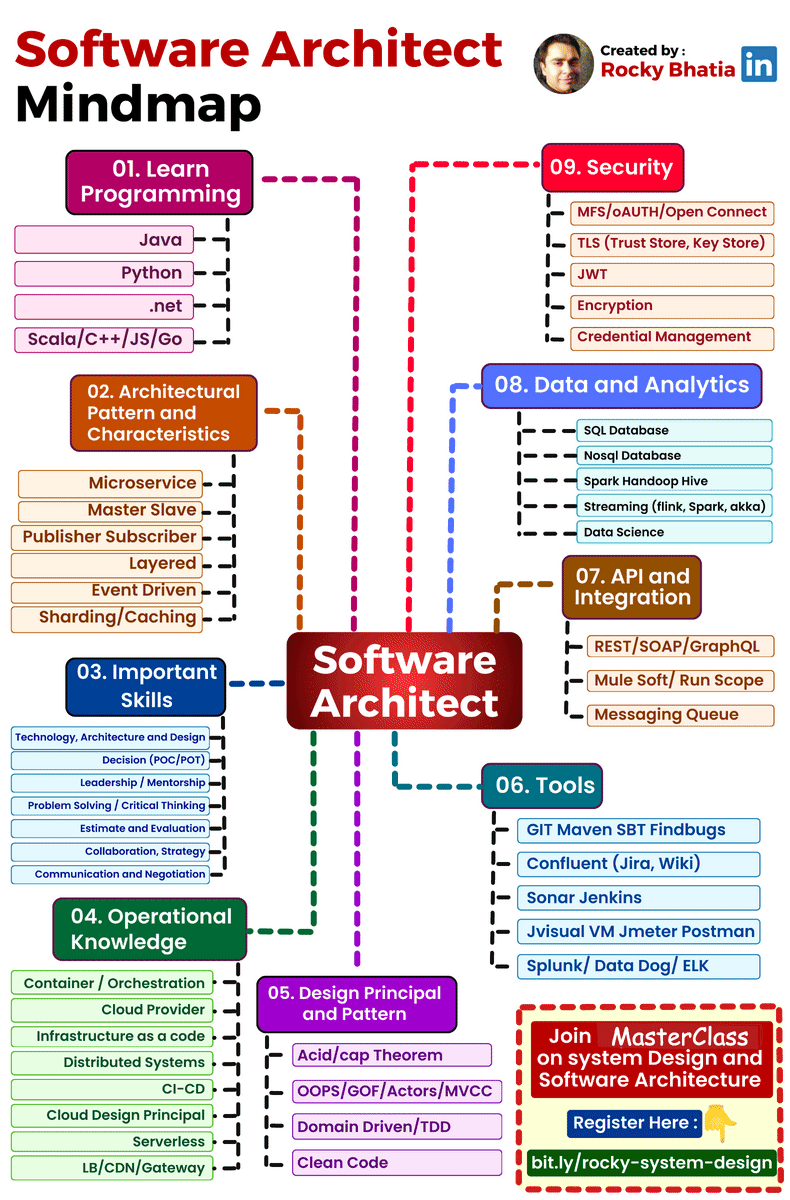 Software Architect
Mindmap
Created by :
Rocky Bhatia
in
01. Learn
Programming
Java
Python
.net
Scala/C++/JS/Go
02. Architectural
Pattern and
Characteristics
Microservice
Master Slave
Publisher Subscriber
Layered
Event Driven
Sharding/Caching
03. Important
Skills
Technology, Architecture and Design
Decision (POC/POT)
Leadership / Mentorship
Problem Solving / Critical Thinking
Estimate and Evaluation
Collaboration, Strategy
Communication and Negotiation
04. Operational
Knowledge
Container / Orchestration
Cloud Provider
Infrastructure as a code
Distributed Systems
CI-CD
Cloud Design Principal
Serverless
LB/CDN/Gateway
Software
Architect
05. Design Principal
and Pattern
Acid/cap Theorem
OOPS/GOF/Actors/MVCC
Domain Driven/TDD
Clean Code
09. Security
MFS/oAUTH/Open Connect
TLS (Trust Store, Key Store)
JWT
Encryption
Credential Management
08. Data and Analytics
SQL Database
Nosql Database
Spark Handoop Hive
Streaming (flink, Spark, akka)
Data Science
07. API and
Integration
REST/SOAP/GraphQL
Mule Soft/ Run Scope
Messaging Queue
06. Tools
GIT Maven SBT Findbugs
Confluent (Jira, Wiki)
Sonar Jenkins
Jvisual VM Jmeter Postman
Splunk/ Data Dog/ ELK
Join MasterClass
on system Design and
Software Architecture
Register Here :
bit.ly/rocky-system-design